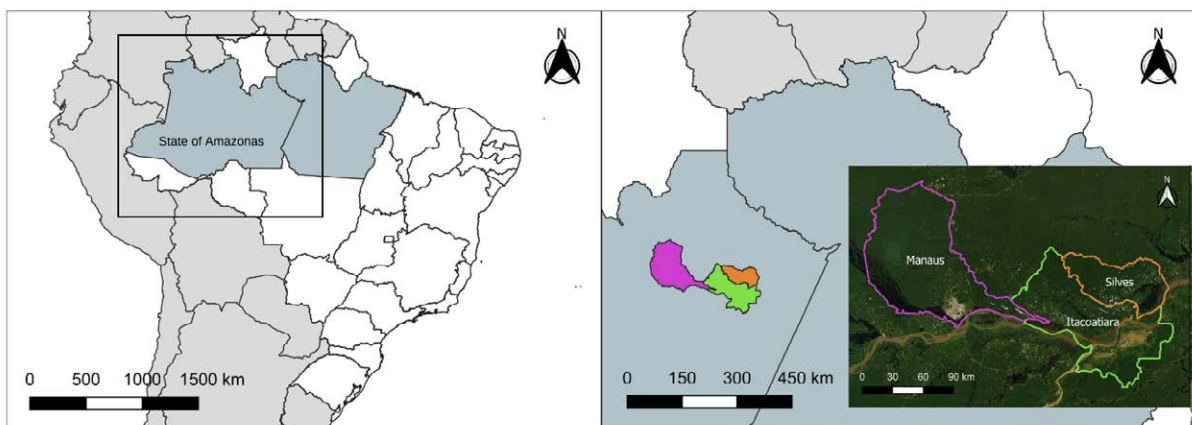 N
State of Amazonas
0 500 1000 1500 km
N
0 150 300 450 km
N
Manaus
Silves
Itacoatiara
0 30 60 90 km